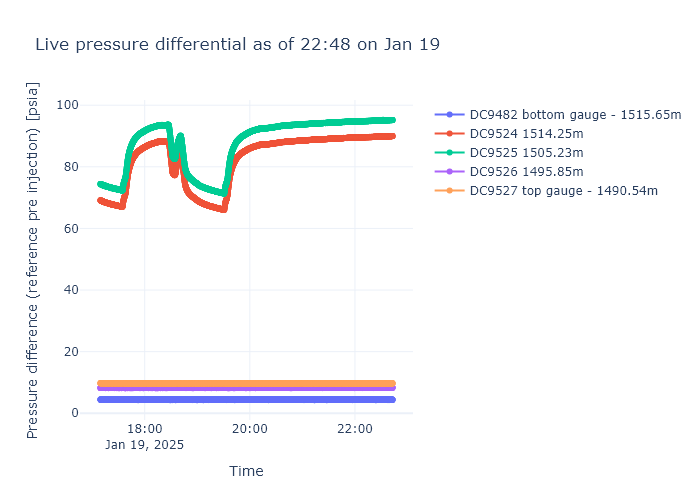 Live pressure differential as of 22:48 on Jan 19
Pressure difference (reference pre injection) [psia]
100
80
60
40
20
0
18:00
Jan 19, 2025
20:00
22:00
Time
DC9482 bottom gauge - 1515.65m
DC9524 1514.25m
DC9525 1505.23m
DC9526 1495.85m
DC9527 top gauge - 1490.54m